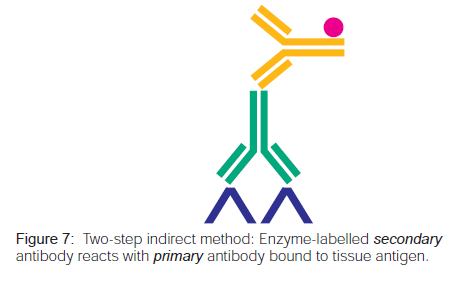 Figure 7: Two-step indirect method: Enzyme-labelled secondary
antibody reacts with primary antibody bound to tissue antigen.